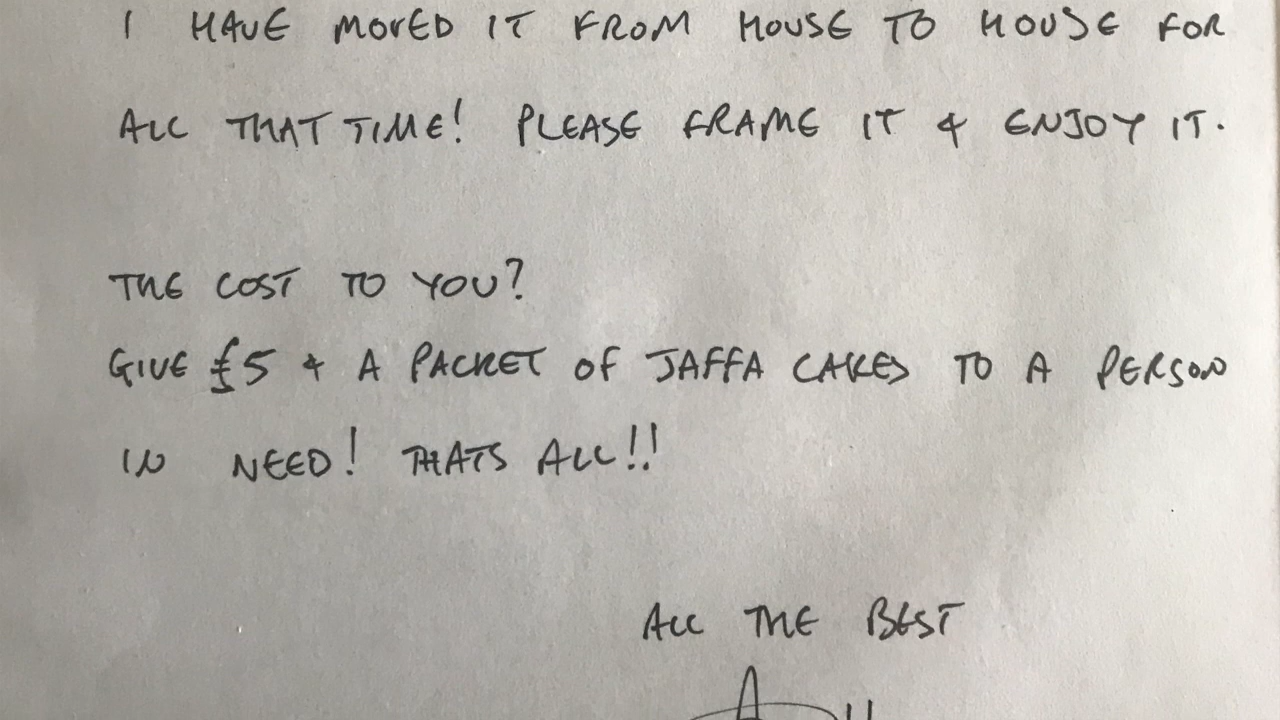 I HAVE MOVED IT FROM HOUSE TO HOUSE FOR
ALL THAT TIME! PLEASE FRAME IT & ENJOY IT.
THE COST TO YOU?
GIVE £5 & A PACKET OF JAFFA CAKES TO A PERSON
IN NEED! THATS ALL!!
ALL THE BEST